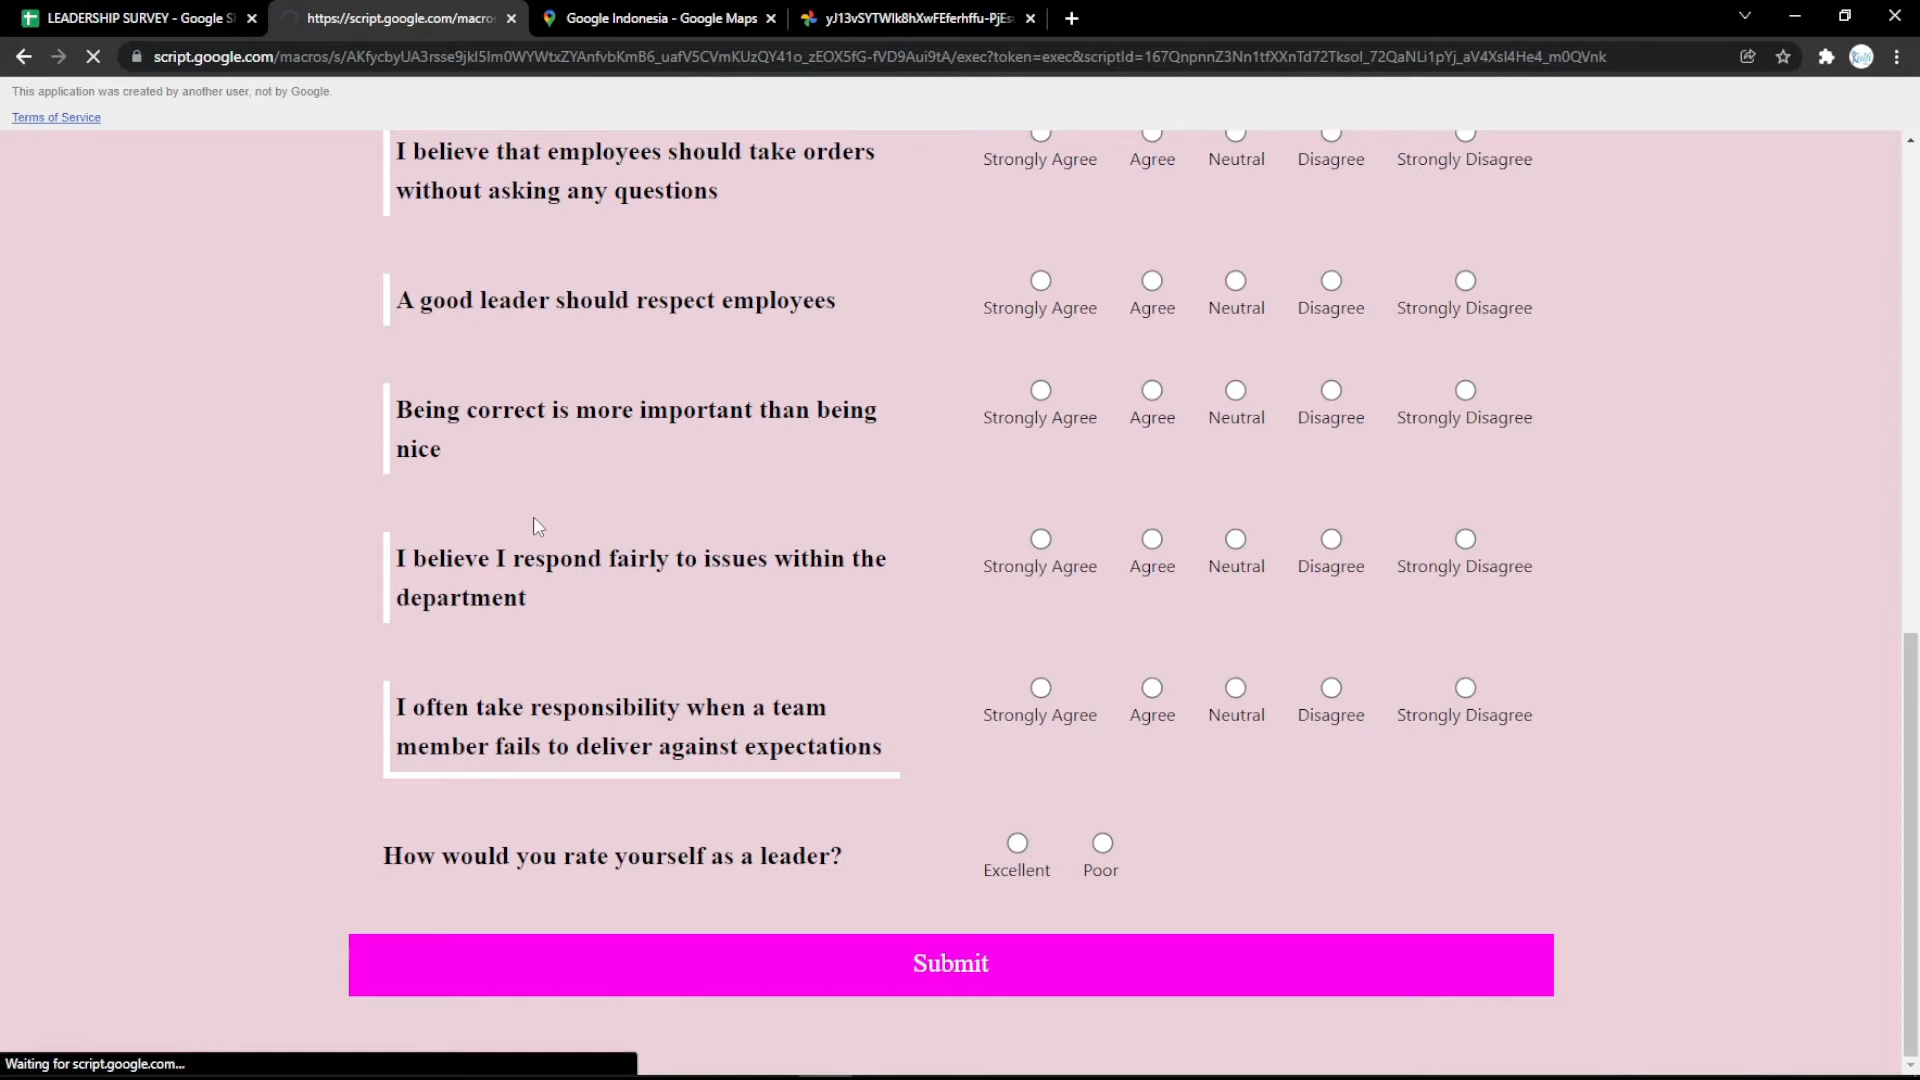 LEADERSHIP SURVEY - Google S
https://script.google.com/macro
Google Indonesia - Google Maps
script.google.com/macros/s/AKfycbyUA3rsse9jkI5Im0WYWtxZYAnfvbKmB6_uafV5CVmKUzQY41o_zEOX5fG-fVD9Aui9tA/exec?token=exec&scriptId=167QnpnnZ3Nn1tfXXnTd72Tksol_72QaNLi1pYj_aV4Xsl4He4_m0QVnk
This application was created by another user, not by Google.
Terms of Service
I believe that employees should take orders
without asking any questions
Strongly Agree Agree Neutral Disagree Strongly Disagree
A good leader should respect employees
Strongly Agree Agree Neutral Disagree Strongly Disagree
Being correct is more important than being
nice
Strongly Agree Agree Neutral Disagree Strongly Disagree
I believe I respond fairly to issues within the
department
Strongly Agree Agree Neutral Disagree Strongly Disagree
I often take responsibility when a team
member fails to deliver against expectations
Strongly Agree Agree Neutral Disagree Strongly Disagree
How would you rate yourself as a leader?
Excellent Poor
Submit
Waiting for script.google.com...